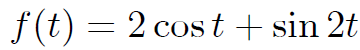 f(t) = 2 cos t + sin 2t